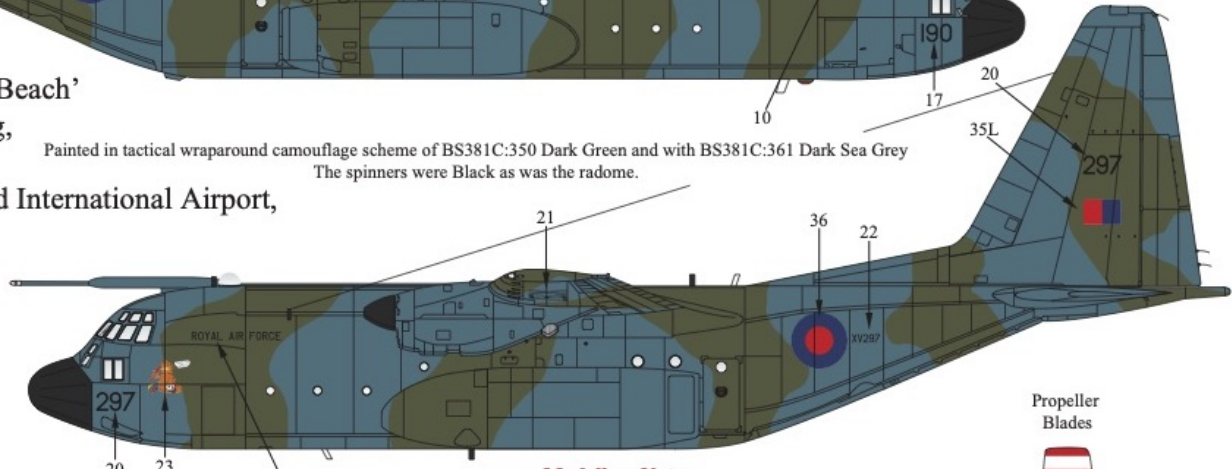 190
Beach’
20
17
10
g,
35L
Painted in tactical wraparound camouflage scheme of BS381C:350 Dark Green and with BS381C:361 Dark Sea Grey
297
The spinners were Black as was the radome.
d International Airport,
21
36
22
ROYAL AIR FORCE
XV297
297
Propeller
Blades
20
23